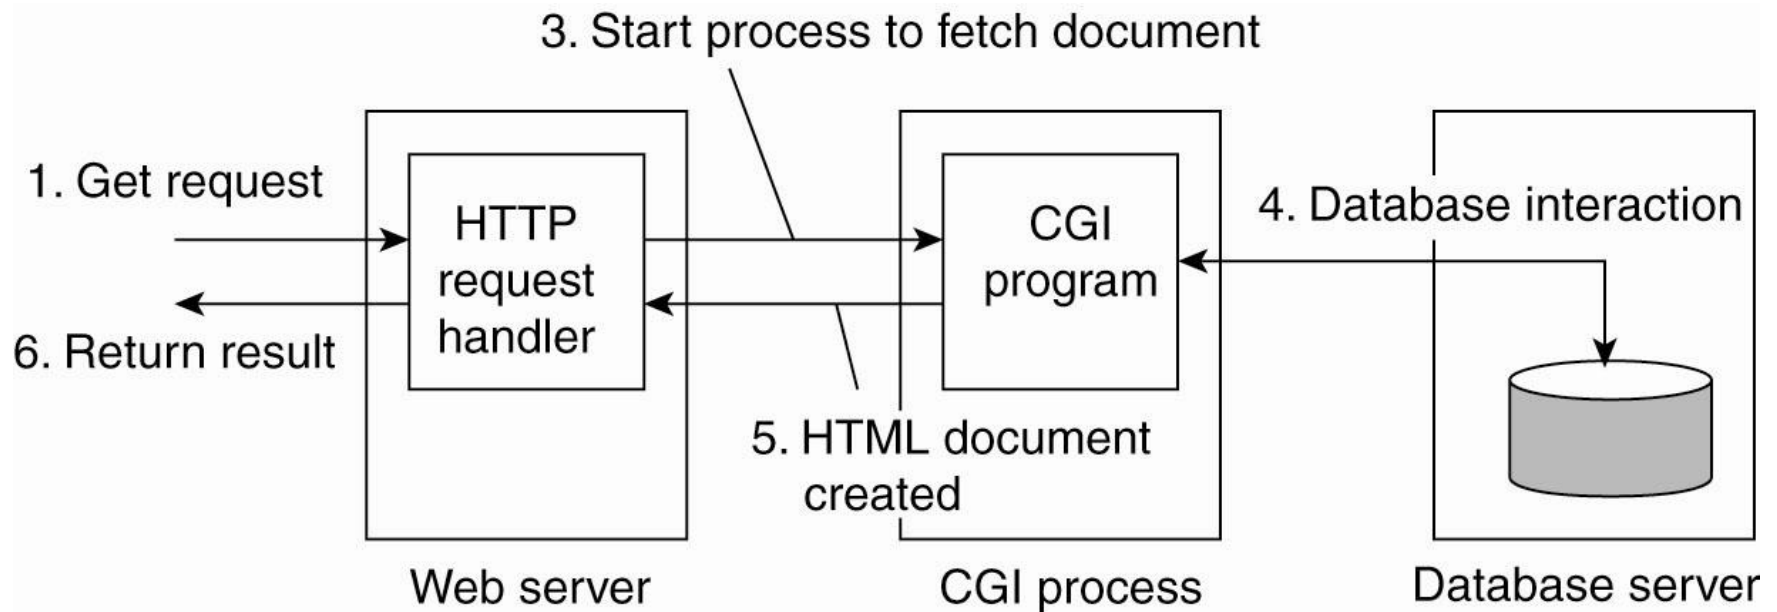 3. Start process to fetch document
1. Get request
HTTP
request
handler
CGI
program
4. Database interaction
6. Return result
5. HTML document
created
Web server
CGI process
Database server